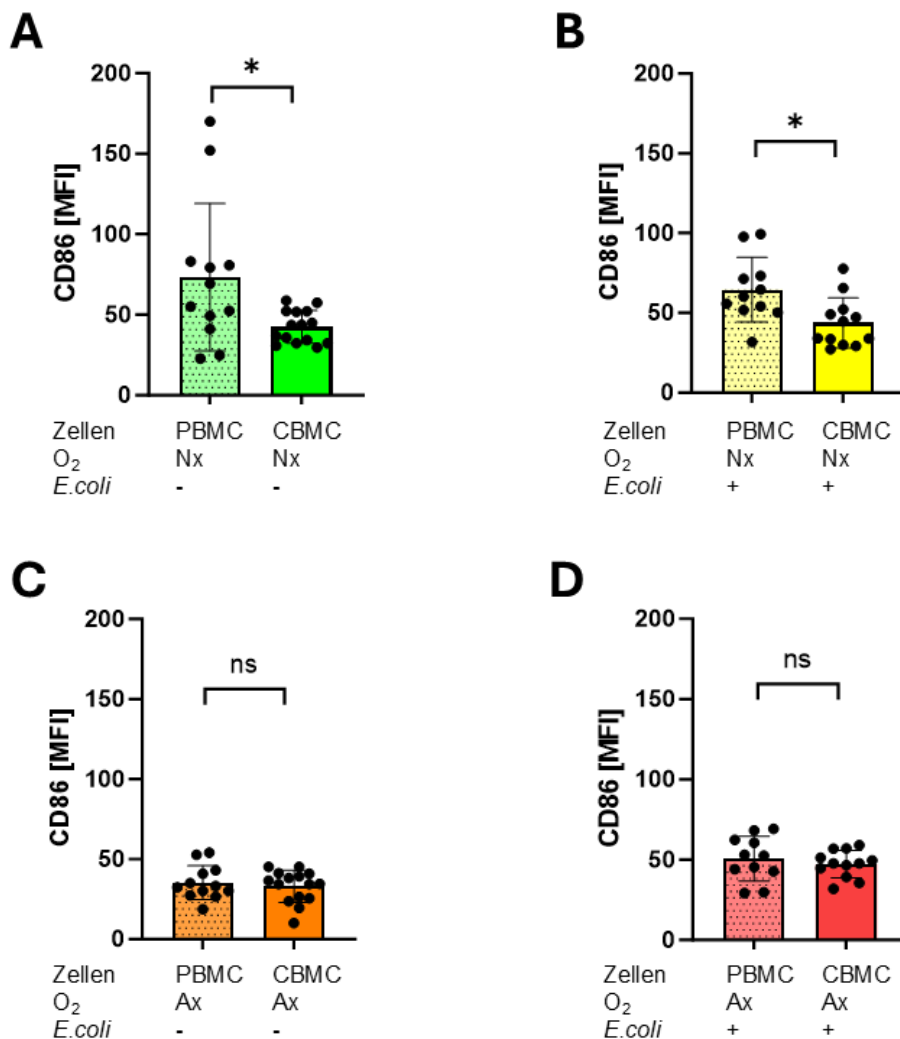 A
B
*
*
200
150
100
50
0
CD86 [MFI]
200
150
100
50
0
CD86 [MFI]
Zellen PBMC CBMC
O₂ Nx Nx
E.coli - -
Zellen PBMC CBMC
O₂ Nx Nx
E.coli + +
C
D
ns
ns
200
150
100
50
0
CD86 [MFI]
200
150
100
50
0
CD86 [MFI]
Zellen PBMC CBMC
O₂ Ax Ax
E.coli - -
Zellen PBMC CBMC
O₂ Ax Ax
E.coli + +